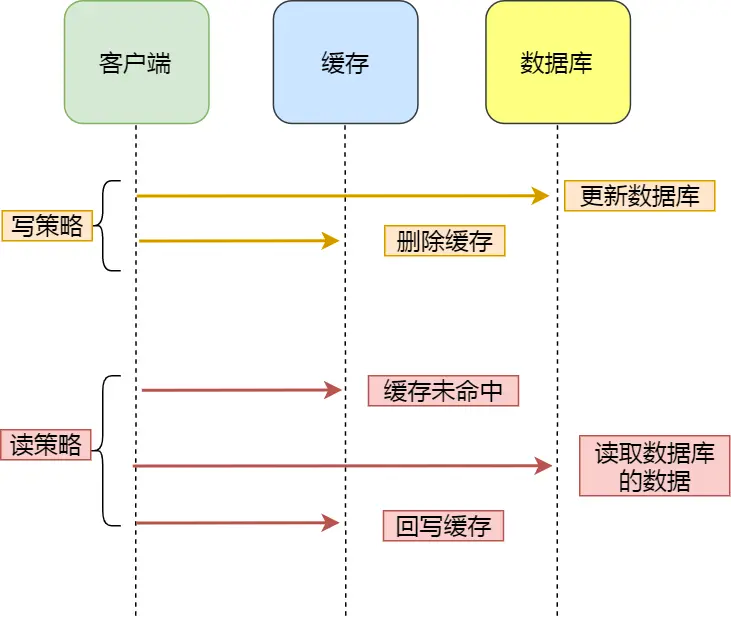 客户端
缓存
数据库
更新数据库
写策略
删除缓存
缓存未命中
读策略
读取数据库
的数据
回写缓存